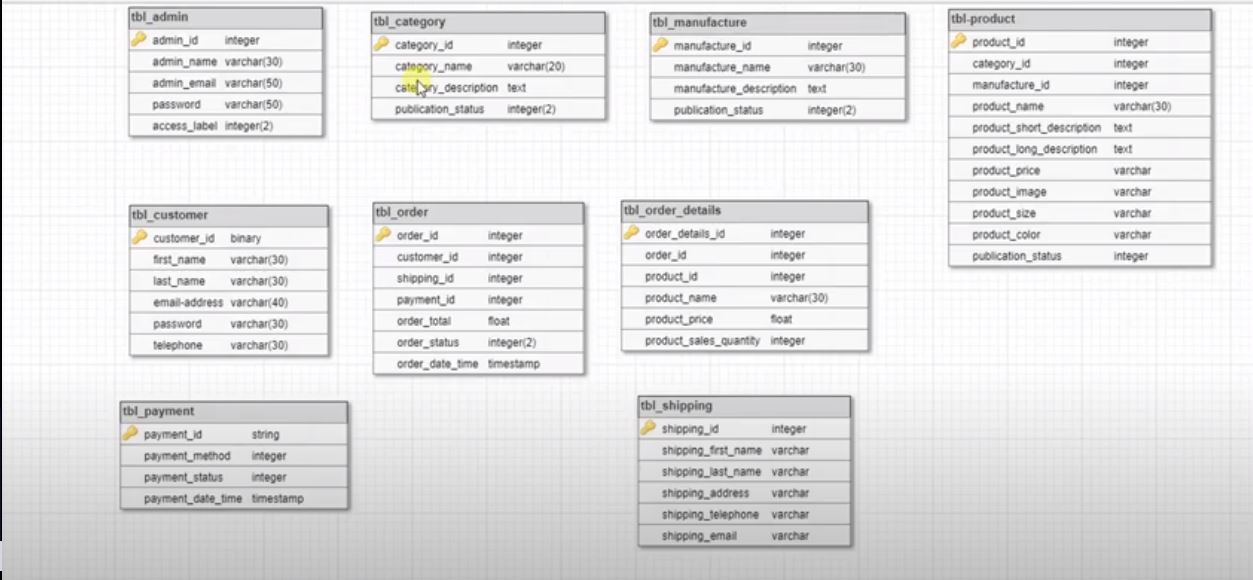 tbl_admin
admin_id integer
admin_name varchar(30)
admin_email varchar(50)
password varchar(50)
access_label integer(2)
tbl_category
category_id integer
category_name varchar(20)
category_description text
publication_status integer(2)
tbl_manufacture
manufacture_id integer
manufacture_name varchar(30)
manufacture_description text
publication_status integer(2)
tbl-product
product_id integer
category_id integer
manufacture_id integer
product_name varchar(30)
product_short_description text
product_long_description text
product_price varchar
product_image varchar
product_size varchar
product_color varchar
publication_status integer
tbl_customer
customer_id binary
first_name varchar(30)
last_name varchar(30)
email-address varchar(40)
password varchar(30)
telephone varchar(30)
tbl_order
order_id integer
customer_id integer
shipping_id integer
payment_id integer
order_total float
order_status integer(2)
order_date_time timestamp
tbl_order_details
order_details_id integer
order_id integer
product_id integer
product_name varchar(30)
product_price float
product_sales_quantity integer
tbl_payment
payment_id string
payment_method integer
payment_status integer
payment_date_time timestamp
tbl_shipping
shipping_id integer
shipping_first_name varchar
shipping_last_name varchar
shipping_address varchar
shipping_telephone varchar
shipping_email varchar